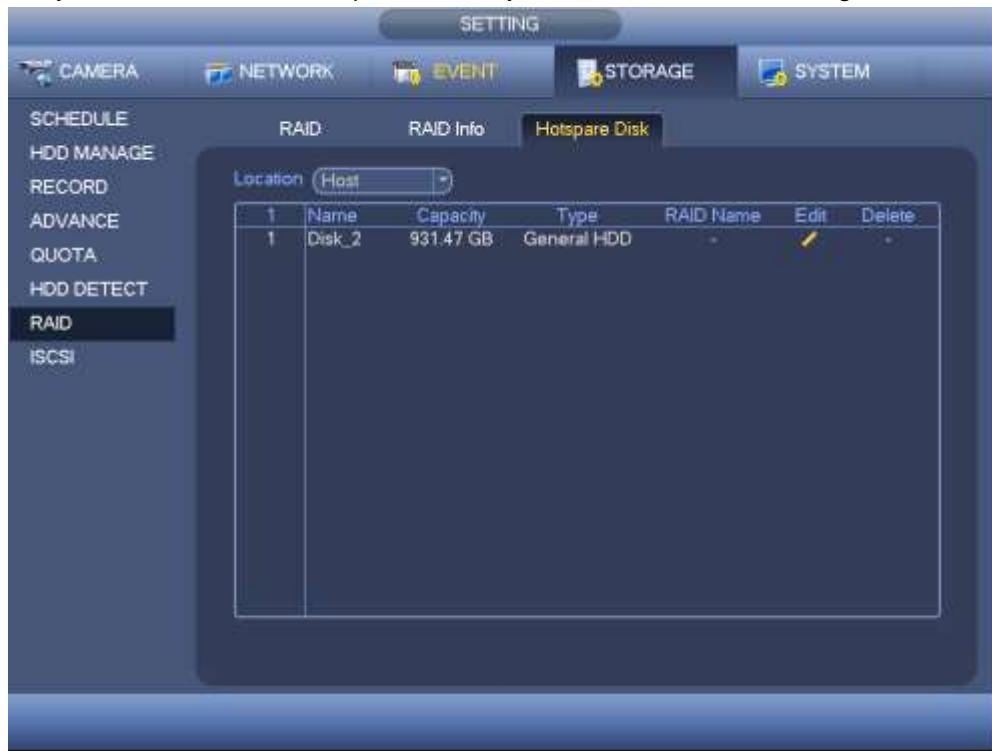 SETTING
CAMERA NETWORK EVENT STORAGE SYSTEM
SCHEDULE
HDD MANAGE
RECORD
ADVANCE
QUOTA
HDD DETECT
RAID
ISCSI
RAID RAID Info Hotspare Disk
Location Host
1 Name Capacity Type RAID Name Edit Delete
1 Disk_2 931.47 GB General HDD - -